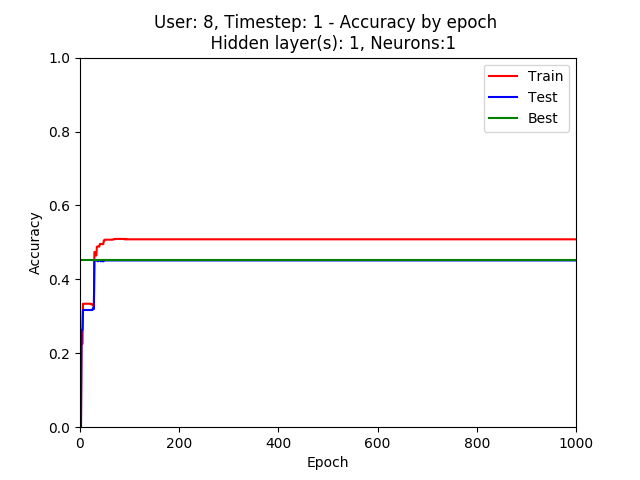 User: 8, Timestep: 1 - Accuracy by epoch
Hidden layer(s): 1, Neurons:1
Train
Test
Best
Accuracy
1.0
0.8
0.6
0.4
0.2
0.0
0 200 400 600 800 1000
Epoch